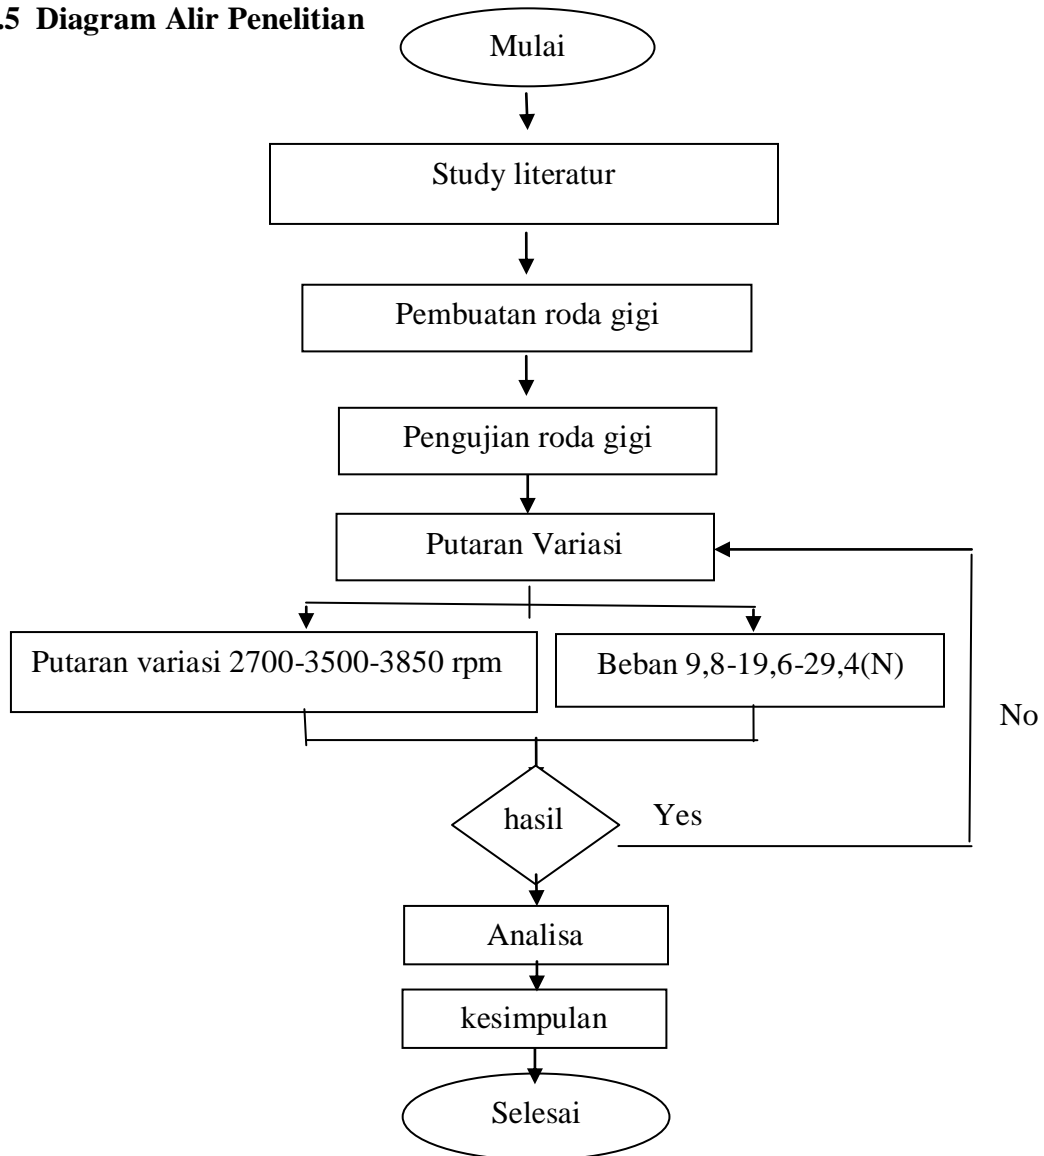 .5 Diagram Alir Penelitian
Mulai
Study literatur
Pembuatan roda gigi
Pengujian roda gigi
Putaran Variasi
Putaran variasi 2700-3500-3850 rpm
Beban 9,8-19,6-29,4(N)
No
hasil
Yes
Analisa
kesimpulan
Selesai